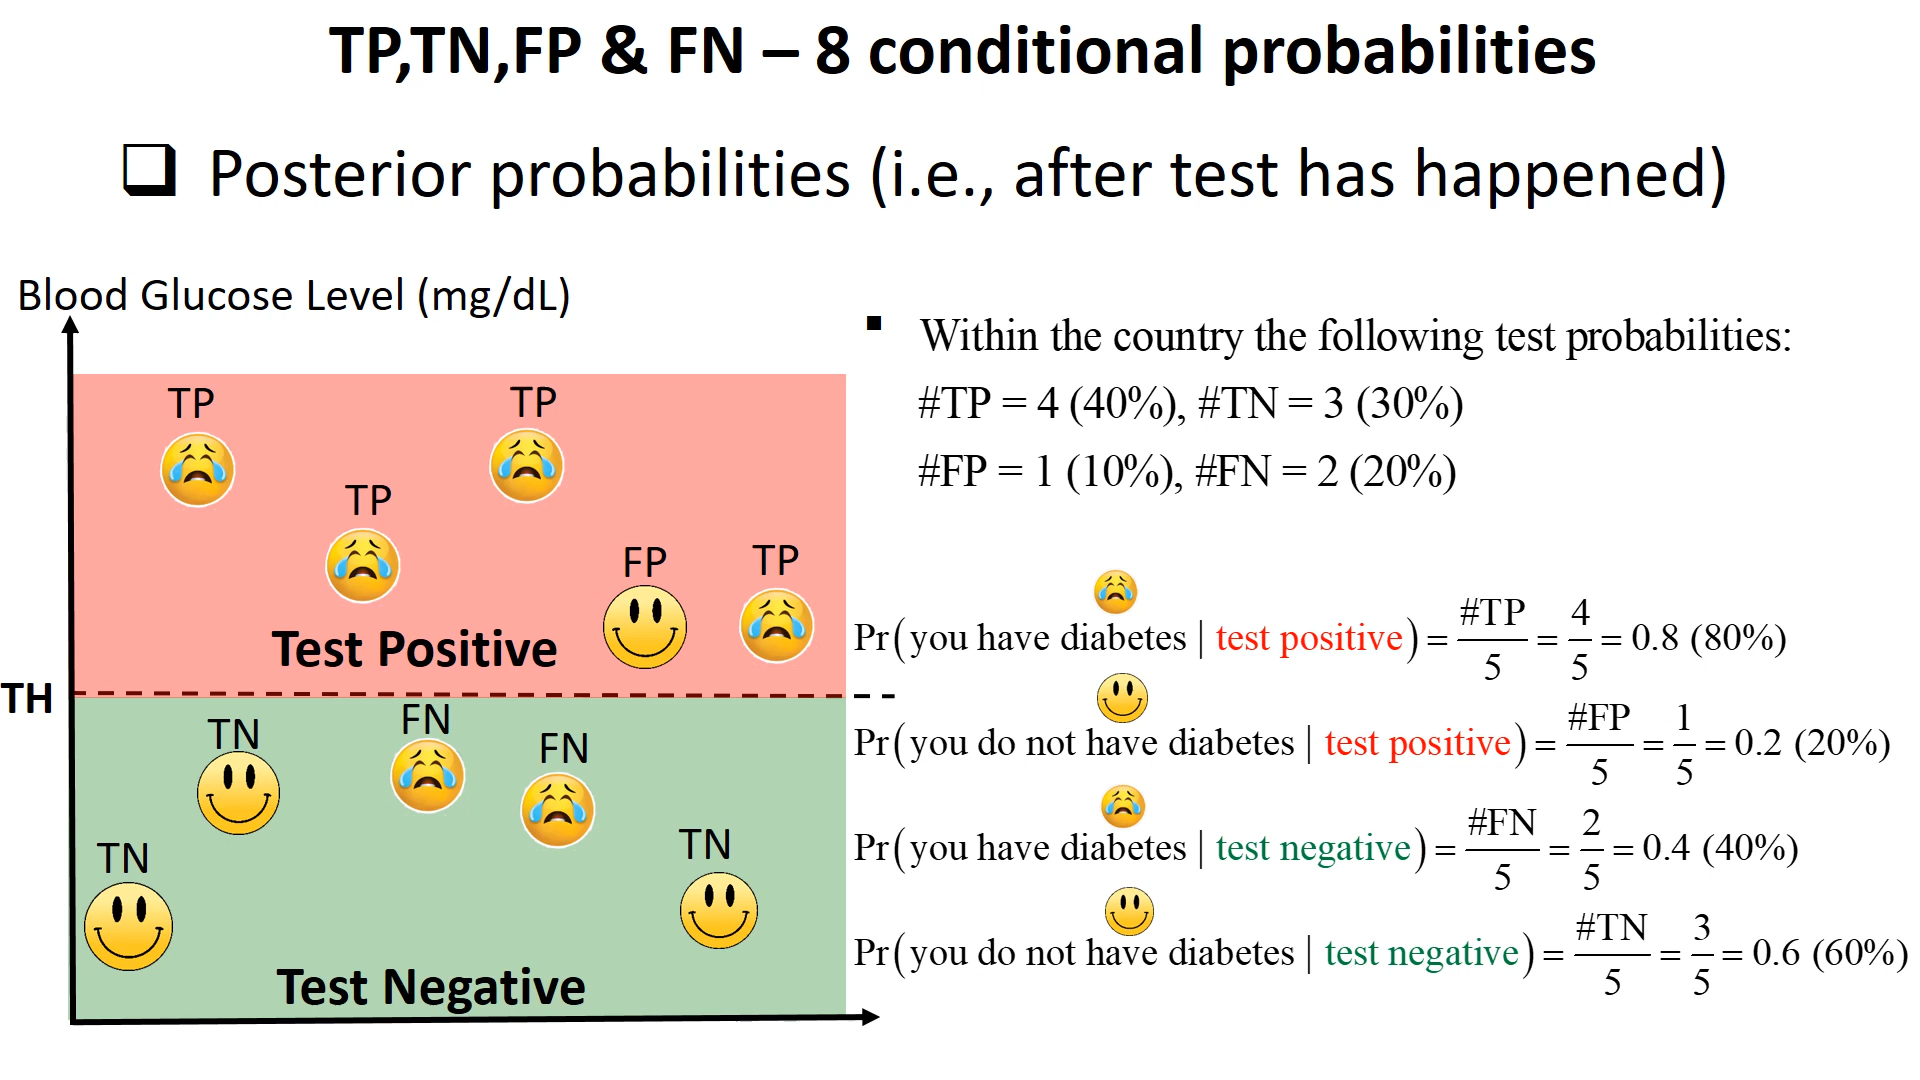 TP,TN,FP & FN – 8 conditional probabilities
❑ Posterior probabilities (i.e., after test has happened)
Blood Glucose Level (mg/dL)
TP
TP
TP
FP
TP
Test Positive
TH
TN
FN
FN
TN
TN
Test Negative
▪ Within the country the following test probabilities:
#TP = 4 (40%), #TN = 3 (30%)
#FP = 1 (10%), #FN = 2 (20%)
Pr(you have diabetes | test positive) = #TP/5 = 4/5 = 0.8 (80%)
Pr(you do not have diabetes | test positive) = #FP/5 = 1/5 = 0.2 (20%)
Pr(you have diabetes | test negative) = #FN/5 = 2/5 = 0.4 (40%)
Pr(you do not have diabetes | test negative) = #TN/5 = 3/5 = 0.6 (60%)